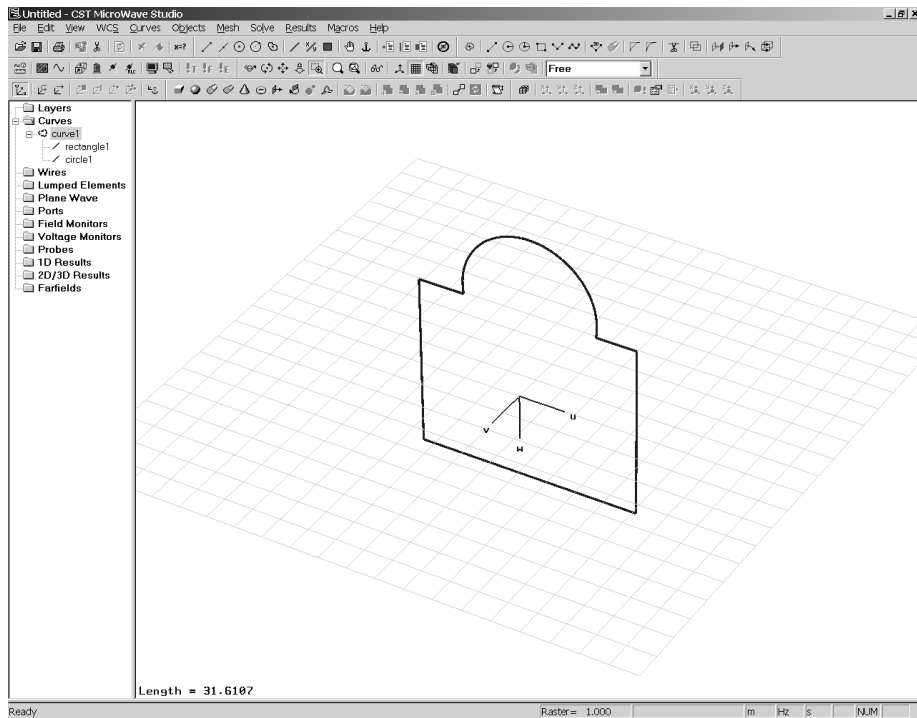 Untitled - CST MicroWave Studio
File Edit View WCS Curves Objects Mesh Solve Results Macros Help
Free
Layers
Curves
curve1
rectangle1
circle1
Wires
Lumped Elements
Plane Wave
Ports
Field Monitors
Voltage Monitors
Probes
1D Results
2D/3D Results
Farfields
u
v
w
Length = 31.6107
Ready Raster= 1.000 m Hz s NUM